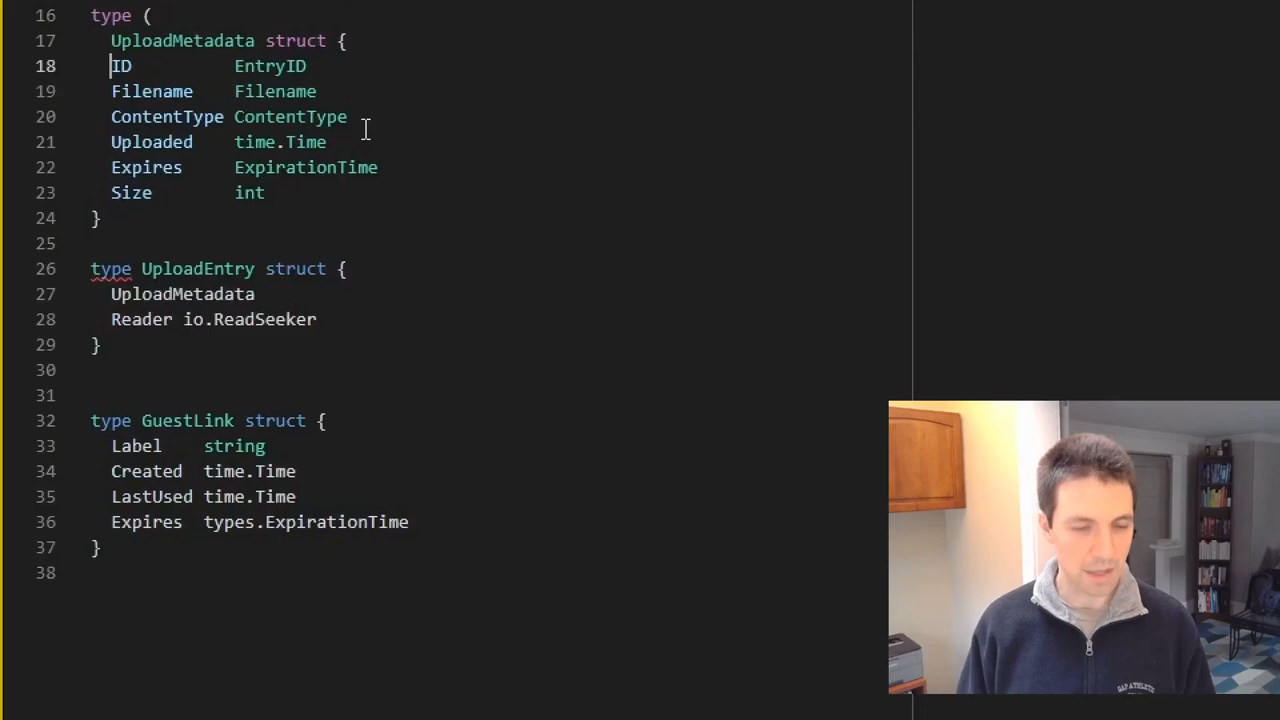 16 type (
17 UploadMetadata struct {
18 ID EntryID
19 Filename Filename
20 ContentType ContentType
21 Uploaded time.Time
22 Expires ExpirationTime
23 Size int
24 }
25
26 type UploadEntry struct {
27 UploadMetadata
28 Reader io.ReadSeeker
29 }
30
31
32 type GuestLink struct {
33 Label string
34 Created time.Time
35 LastUsed time.Time
36 Expires types.ExpirationTime
37 }
38